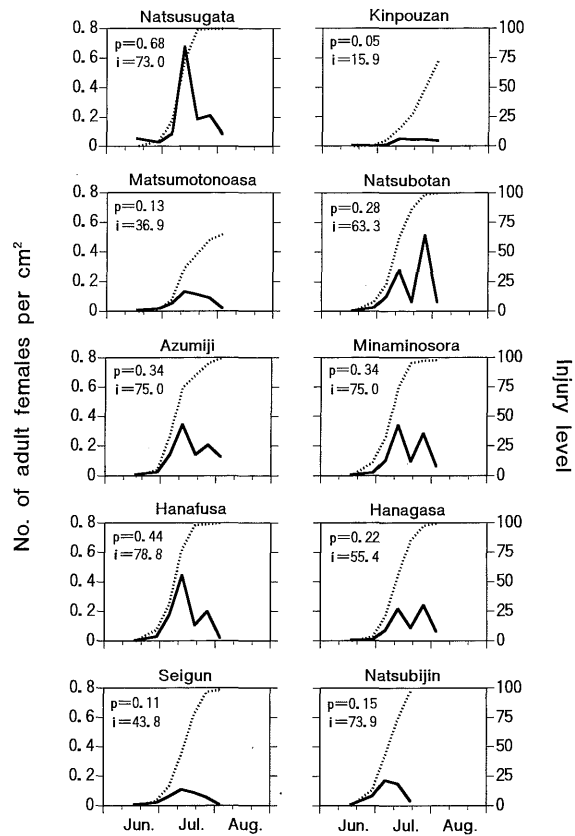 Natsusugata
0.8
0.6
0.4
0.2
0
p=0.68
i=73.0
Kinpouzan
100
75
50
25
0
p=0.05
i=15.9
Matsumotonoasa
0.8
0.6
0.4
0.2
0
p=0.13
i=36.9
Natsubotan
100
75
50
25
0
p=0.28
i=63.3
Azumiji
0.8
0.6
0.4
0.2
0
p=0.34
i=75.0
Minaminosora
100
75
50
25
0
p=0.34
i=75.0
Hanafusa
0.8
0.6
0.4
0.2
0
p=0.44
i=78.8
Hanagasa
100
75
50
25
0
p=0.22
i=55.4
Seigun
0.8
0.6
0.4
0.2
0
p=0.11
i=43.8
Natsubijin
100
75
50
25
0
p=0.15
i=73.9
Jun. Jul. Aug.
Jun. Jul. Aug.
No. of adult females per cm²
Injury level